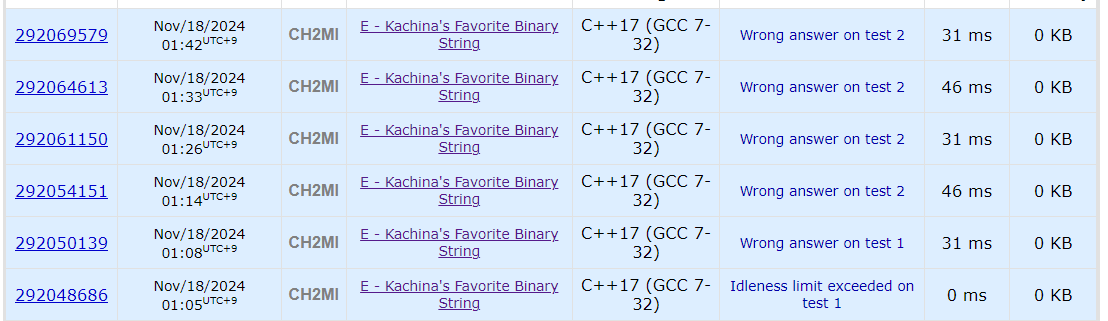 292069579 Nov/18/2024 01:42UTC+9 CH2MI E - Kachina's Favorite Binary String C++17 (GCC 7-32) Wrong answer on test 2 31 ms 0 KB
292064613 Nov/18/2024 01:33UTC+9 CH2MI E - Kachina's Favorite Binary String C++17 (GCC 7-32) Wrong answer on test 2 46 ms 0 KB
292061150 Nov/18/2024 01:26UTC+9 CH2MI E - Kachina's Favorite Binary String C++17 (GCC 7-32) Wrong answer on test 2 31 ms 0 KB
292054151 Nov/18/2024 01:14UTC+9 CH2MI E - Kachina's Favorite Binary String C++17 (GCC 7-32) Wrong answer on test 2 46 ms 0 KB
292050139 Nov/18/2024 01:08UTC+9 CH2MI E - Kachina's Favorite Binary String C++17 (GCC 7-32) Wrong answer on test 1 31 ms 0 KB
292048686 Nov/18/2024 01:05UTC+9 CH2MI E - Kachina's Favorite Binary String C++17 (GCC 7-32) Idleness limit exceeded on test 1 0 ms 0 KB